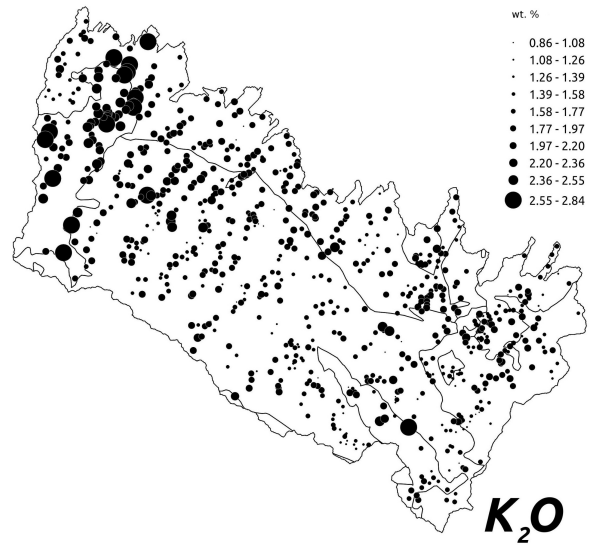 wt. %
0.86 - 1.08
1.08 - 1.26
1.26 - 1.39
1.39 - 1.58
1.58 - 1.77
1.77 - 1.97
1.97 - 2.20
2.20 - 2.36
2.36 - 2.55
2.55 - 2.84
K2O